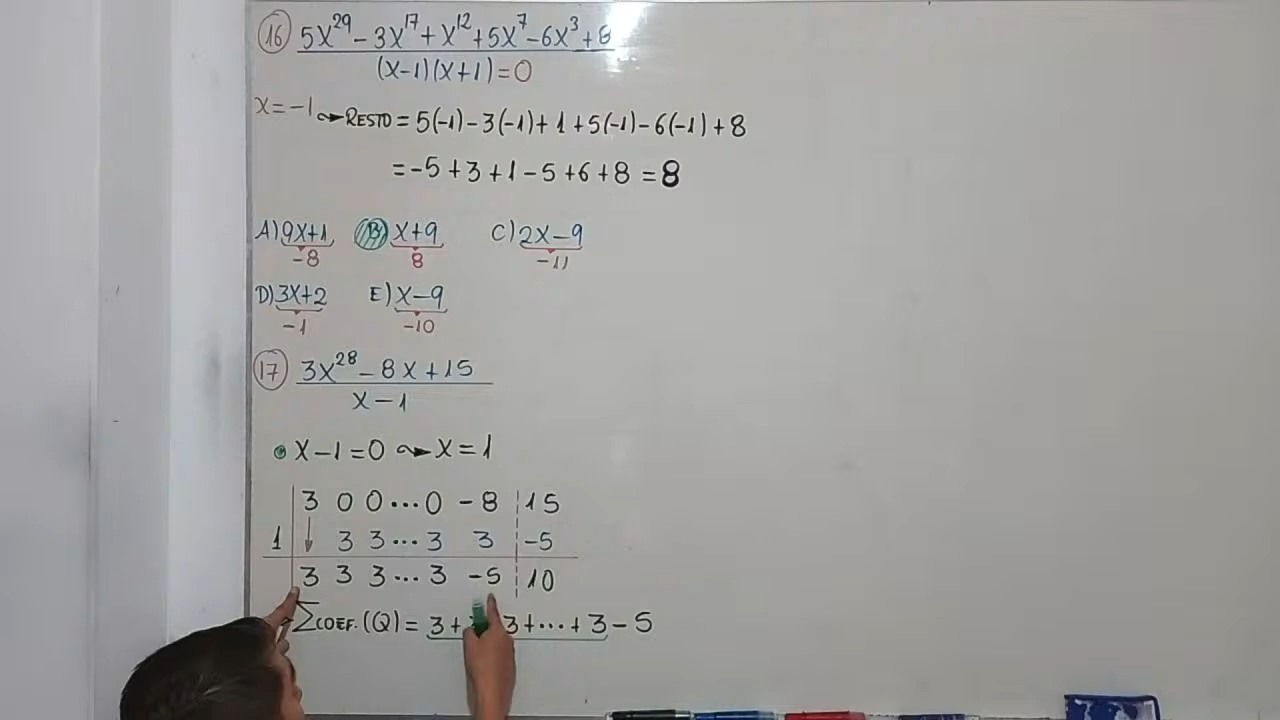 16 5x²⁹ - 3x¹⁷ + x¹² + 5x⁷ - 6x³ + 8
(x-1)(x+1)=0
x=-1 ⇝ RESTO = 5(-1) - 3(-1) + 1 + 5(-1) - 6(-1) + 8
= -5 + 3 + 1 - 5 + 6 + 8 = 8
A) 9x+1 B) x+9 C) 2x-9
-8 8 -11
D) 3x+2 E) x-9
-1 -10
17 3x²⁸ - 8x + 15
x - 1
x-1=0 ⇝ x=1
3 0 0 ... 0 -8 15
1 3 3 ... 3 3 -5
3 3 3 ... 3 -5 10
ΣCOEF.(Q) = 3 + 3 + ... + 3 - 5